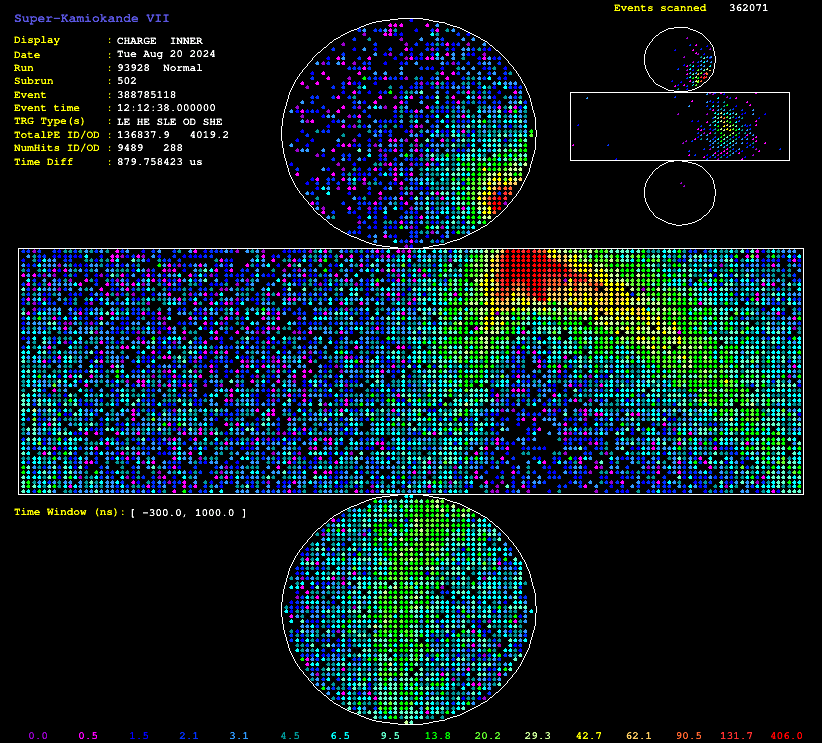 Super-Kamiokande VII
Events scanned 362071
Display : CHARGE INNER
Date : Tue Aug 20 2024
Run : 93928 Normal
Subrun : 502
Event : 388785118
Event time : 12:12:38.000000
TRG Type(s) : LE HE SLE OD SHE
TotalPE ID/OD : 136837.9 4019.2
NumHits ID/OD : 9489 288
Time Diff : 879.758423 us
Time Window (ns): [ -300.0, 1000.0 ]
0.0 0.5 1.5 2.1 3.1 4.5 6.5 9.5 13.8 20.2 29.3 42.7 62.1 90.5 131.7 406.0